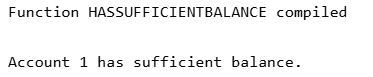 Function HASSUFFICIENTBALANCE compiled
Account 1 has sufficient balance.